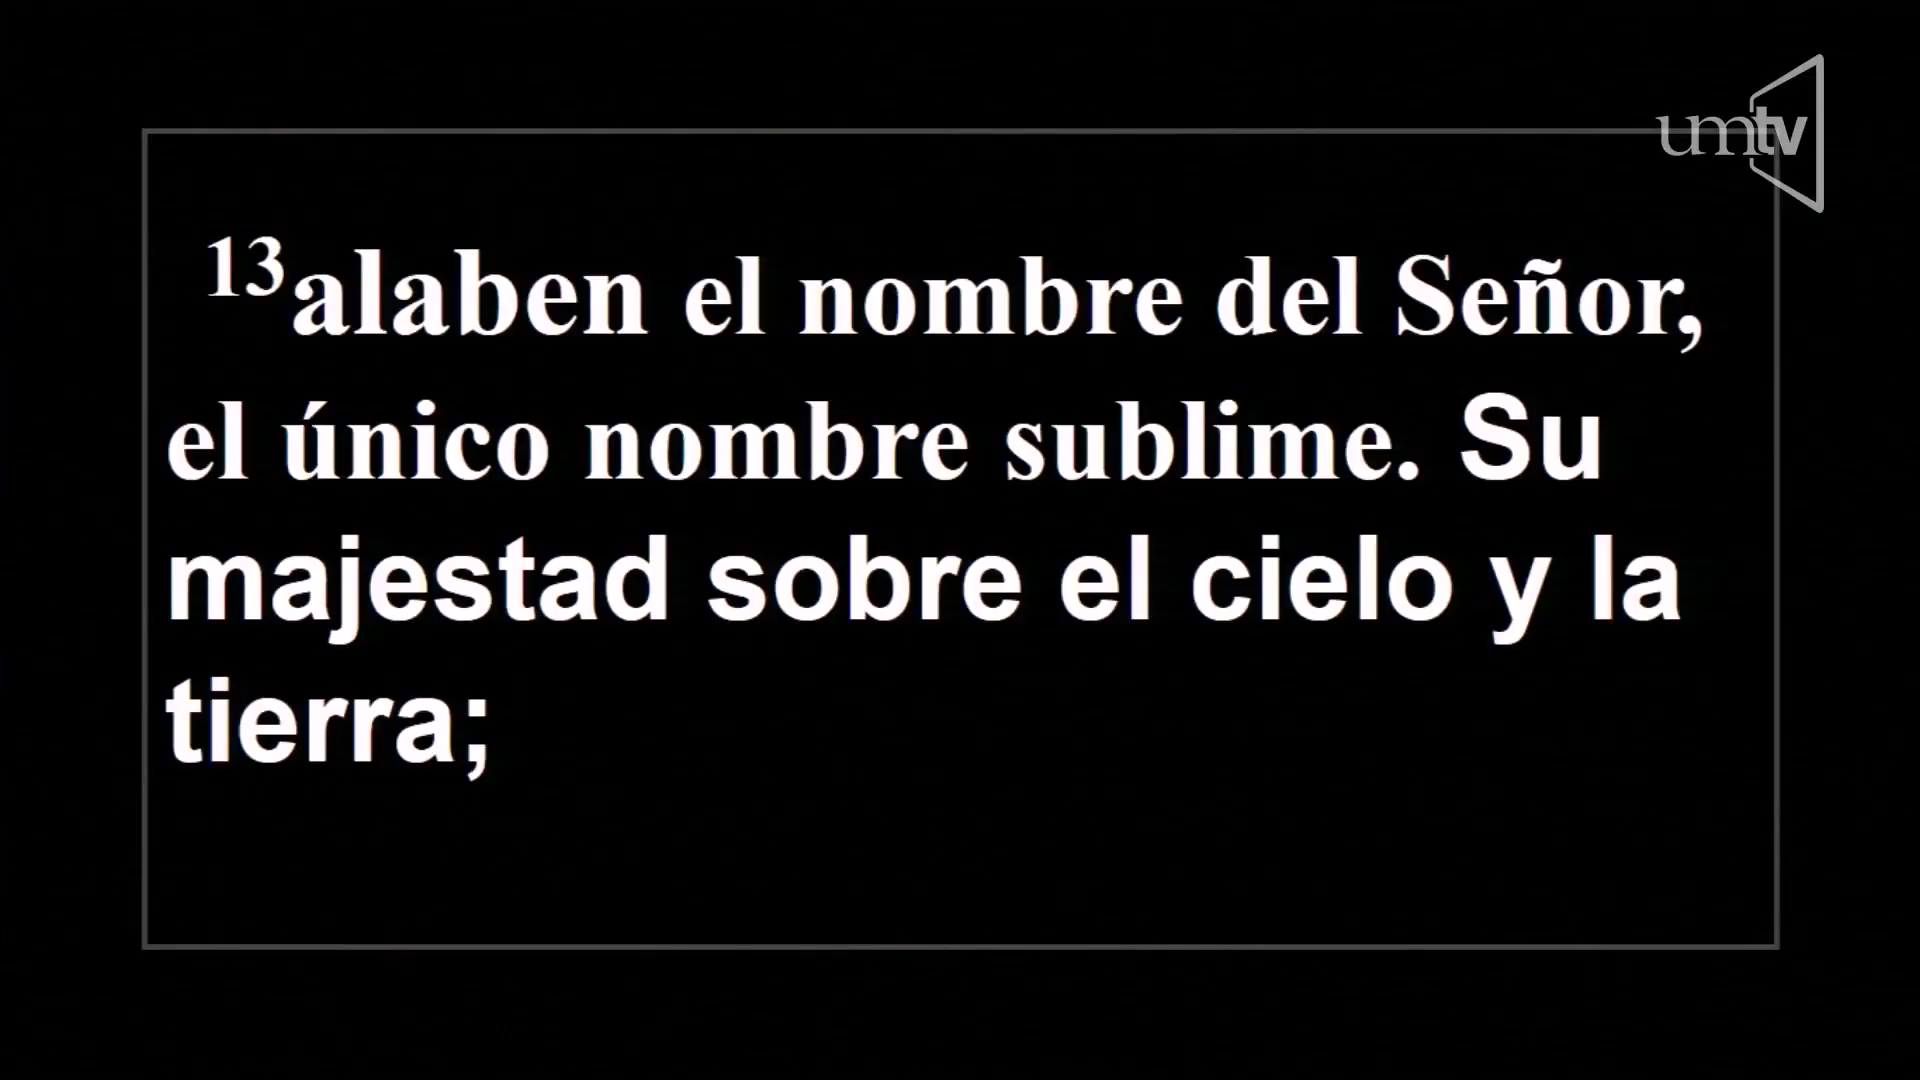 umtv
¹³alaben el nombre del Señor,
el único nombre sublime. Su
majestad sobre el cielo y la
tierra;